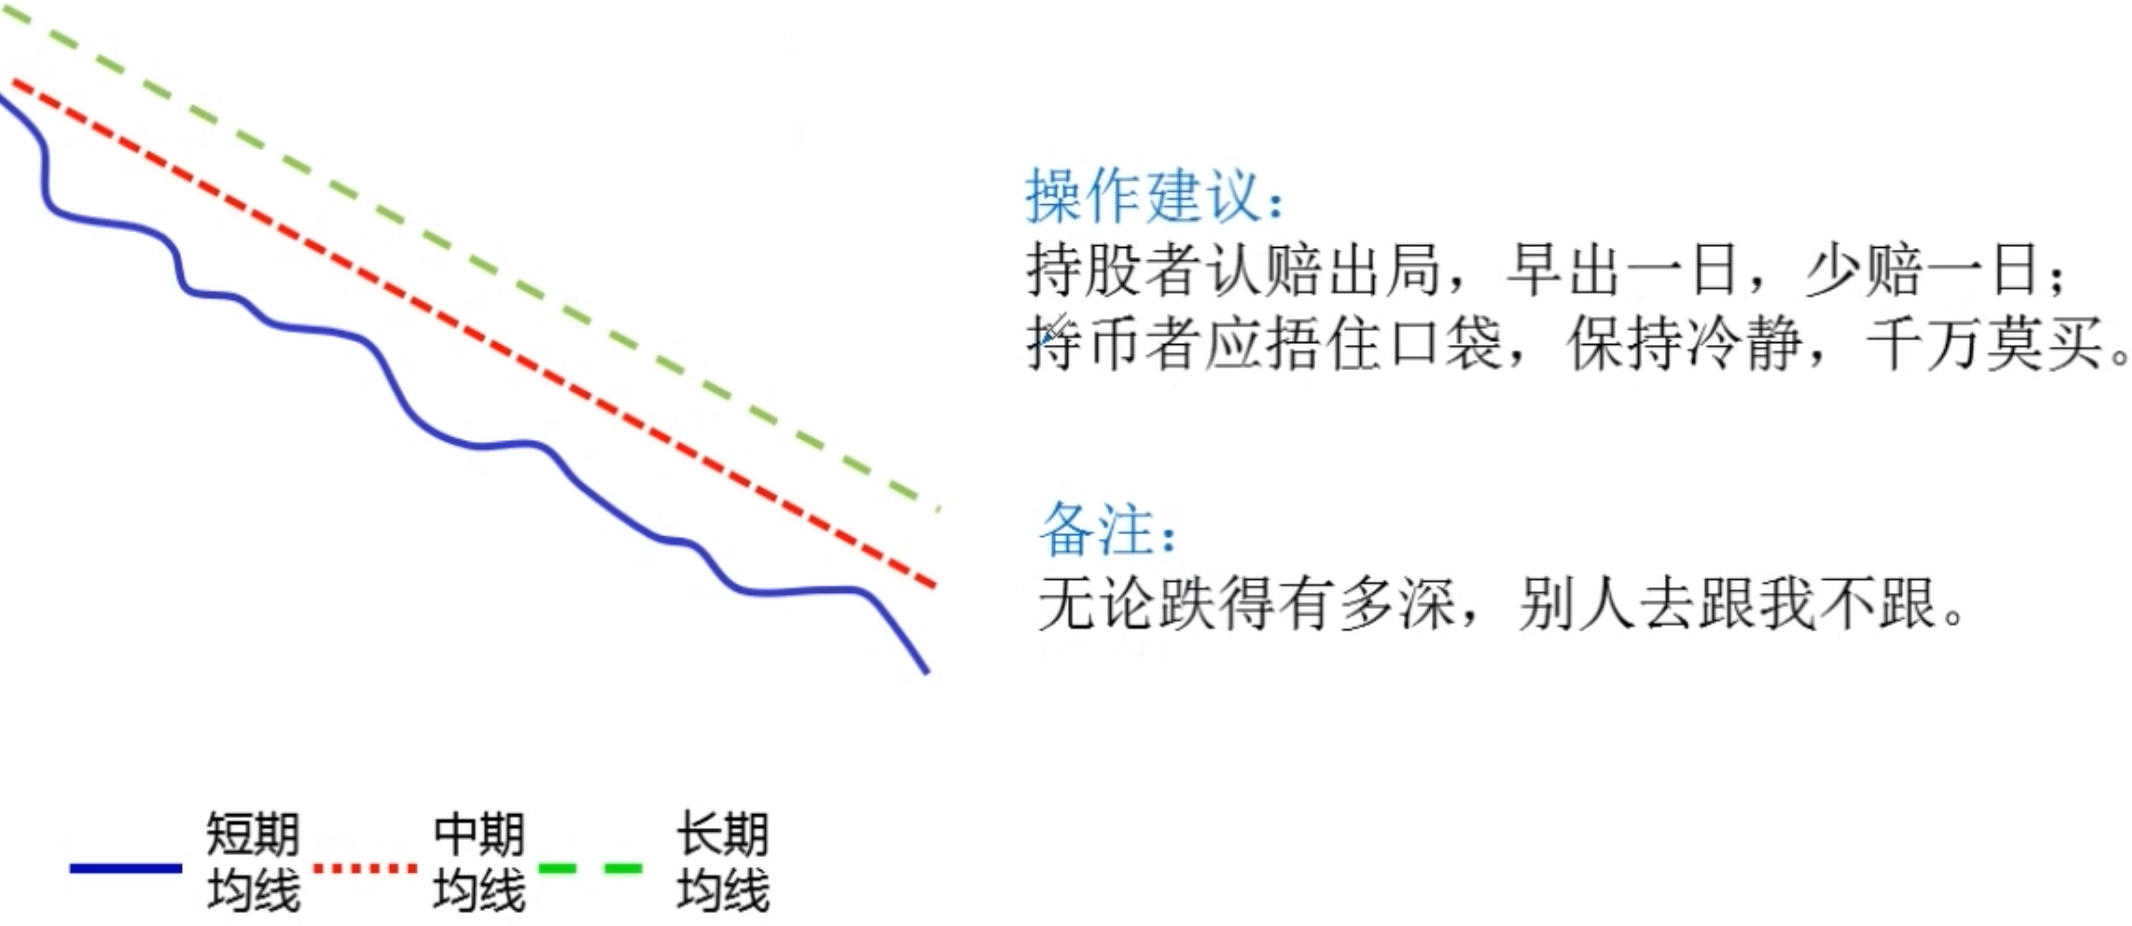 操作建议：
持股者认赔出局，早出一日，少赔一日；
持币者应捂住口袋，保持冷静，千万莫买。
备注：
无论跌得有多深，别人去跟我不跟。
短期
均线
中期
均线
长期
均线